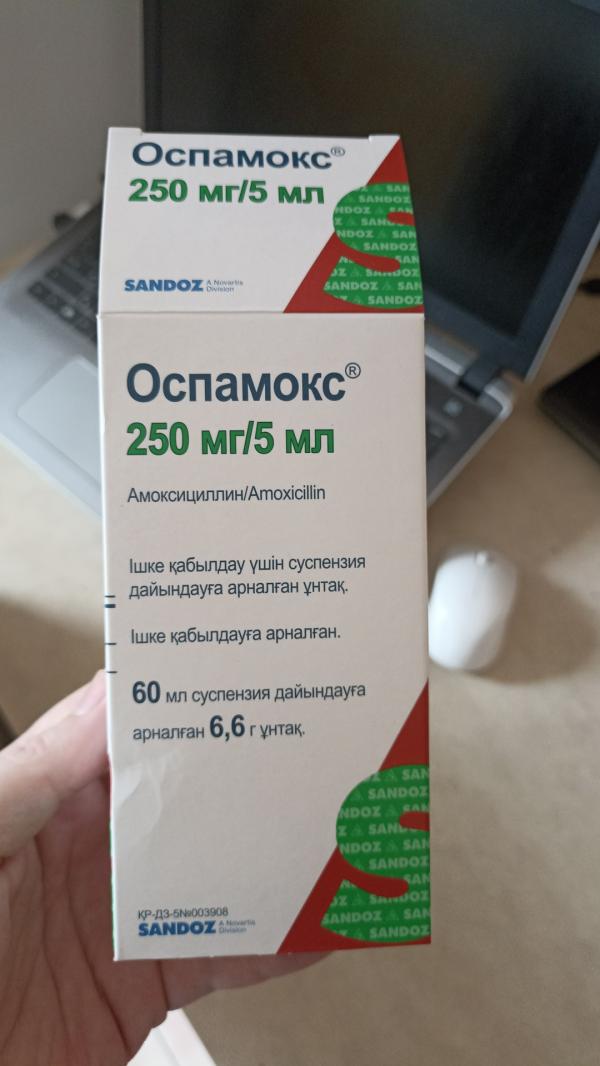 Оспамокс®
250 мг/5 мл
SANDOZ A Novartis Division
Оспамокс®
250 мг/5 мл
Амоксициллин/Amoxicillin
Ішке қабылдау үшін суспензия
дайындауға арналған ұнтақ.
Ішке қабылдауға арналған.
60 мл суспензия дайындауға
арналған 6,6 г ұнтақ.
ҚР-ДЗ-5№003908
SANDOZ A Novartis Division